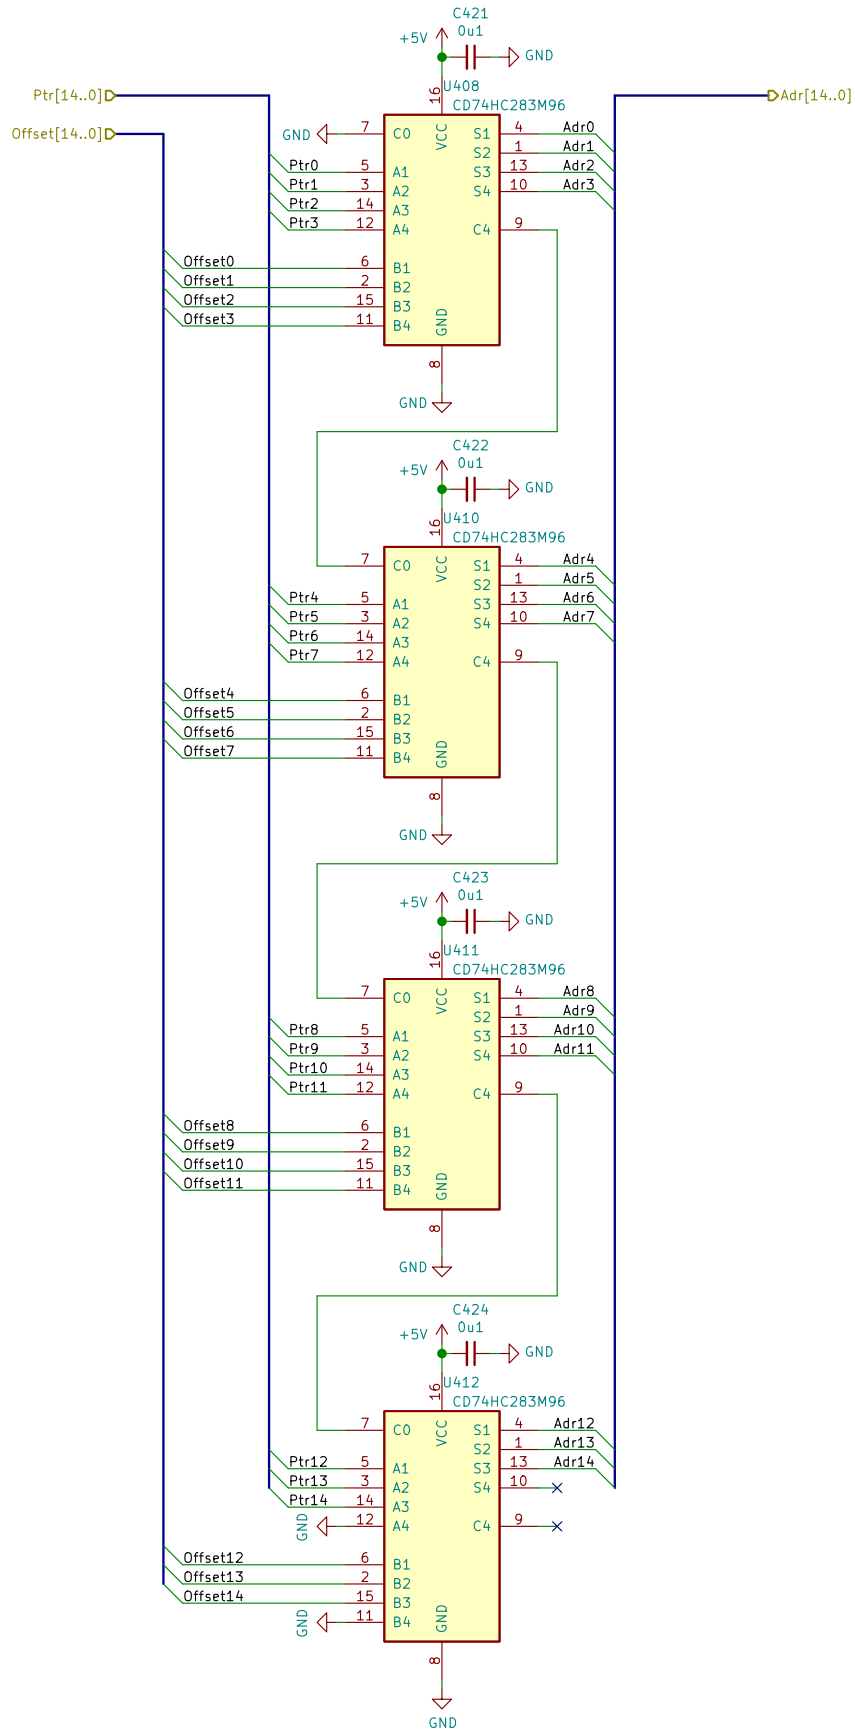 C421
0u1
+5V
GND
U408
CD74HC283M96
16
Ptr[14..0]
Adr[14..0]
Offset[14..0]
GND 7 C0 VCC S1 4 Adr0
S2 1 Adr1
Ptr0 5 A1 S3 13 Adr2
Ptr1 3 A2 S4 10 Adr3
Ptr2 14 A3
Ptr3 12 A4 C4 9
Offset0 6 B1
Offset1 2 B2
Offset2 15 B3
Offset3 11 B4 GND
8
GND
C422
0u1
+5V
GND
U410
CD74HC283M96
16
7 C0 VCC S1 4 Adr4
S2 1 Adr5
Ptr4 5 A1 S3 13 Adr6
Ptr5 3 A2 S4 10 Adr7
Ptr6 14 A3
Ptr7 12 A4 C4 9
Offset4 6 B1
Offset5 2 B2
Offset6 15 B3
Offset7 11 B4 GND
8
GND
C423
0u1
+5V
GND
U411
CD74HC283M96
16
7 C0 VCC S1 4 Adr8
S2 1 Adr9
Ptr8 5 A1 S3 13 Adr10
Ptr9 3 A2 S4 10 Adr11
Ptr10 14 A3
Ptr11 12 A4 C4 9
Offset8 6 B1
Offset9 2 B2
Offset10 15 B3
Offset11 11 B4 GND
8
GND
C424
0u1
+5V
GND
U412
CD74HC283M96
16
7 C0 VCC S1 4 Adr12
S2 1 Adr13
Ptr12 5 A1 S3 13 Adr14
Ptr13 3 A2 S4 10
Ptr14 14 A3
GND 12 A4 C4 9
Offset12 6 B1
Offset13 2 B2
Offset14 15 B3
GND 11 B4 GND
8
GND